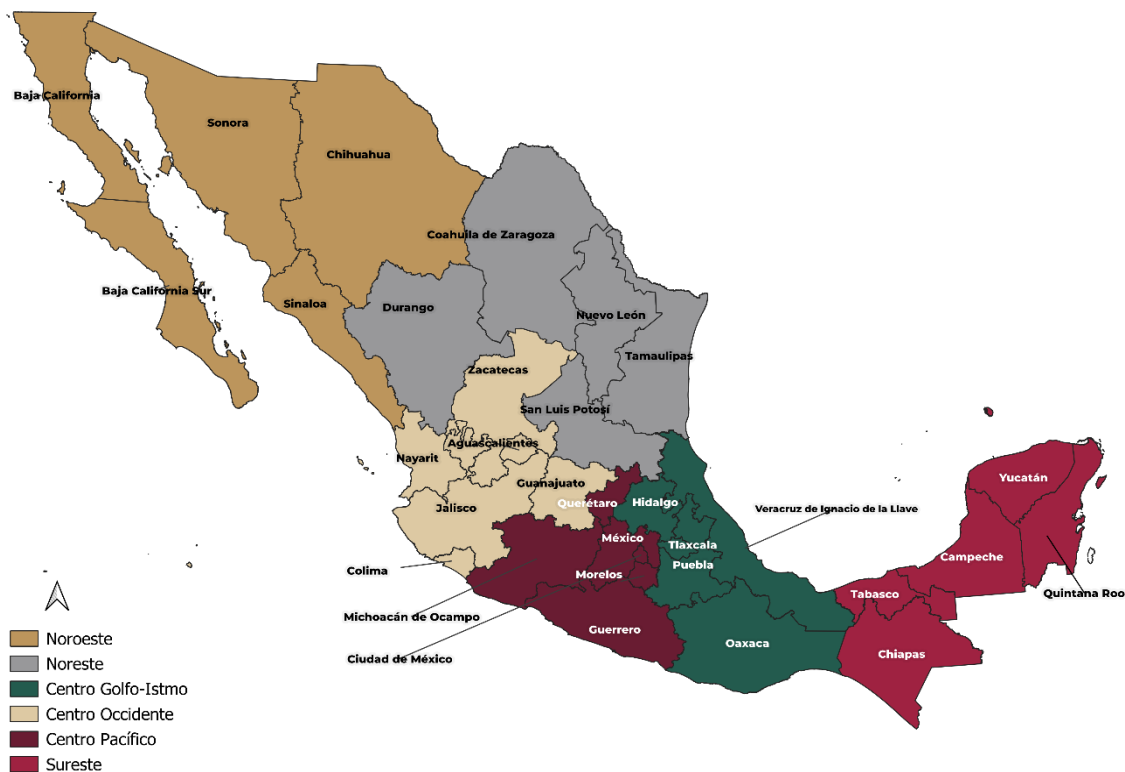 Baja California
Sonora
Chihuahua
Coahuila de Zaragoza
Baja California Sur
Sinaloa
Durango
Nuevo León
Tamaulipas
Zacatecas
San Luis Potosí
Aguascalientes
Nayarit
Guanajuato
Yucatán
Querétaro
Hidalgo
Jalisco
Veracruz de Ignacio de la Llave
México
Tlaxcala
Campeche
Puebla
Colima
Morelos
Tabasco
Quintana Roo
Michoacán de Ocampo
Guerrero
Oaxaca
Chiapas
Ciudad de México
Noroeste
Noreste
Centro Golfo-Istmo
Centro Occidente
Centro Pacífico
Sureste